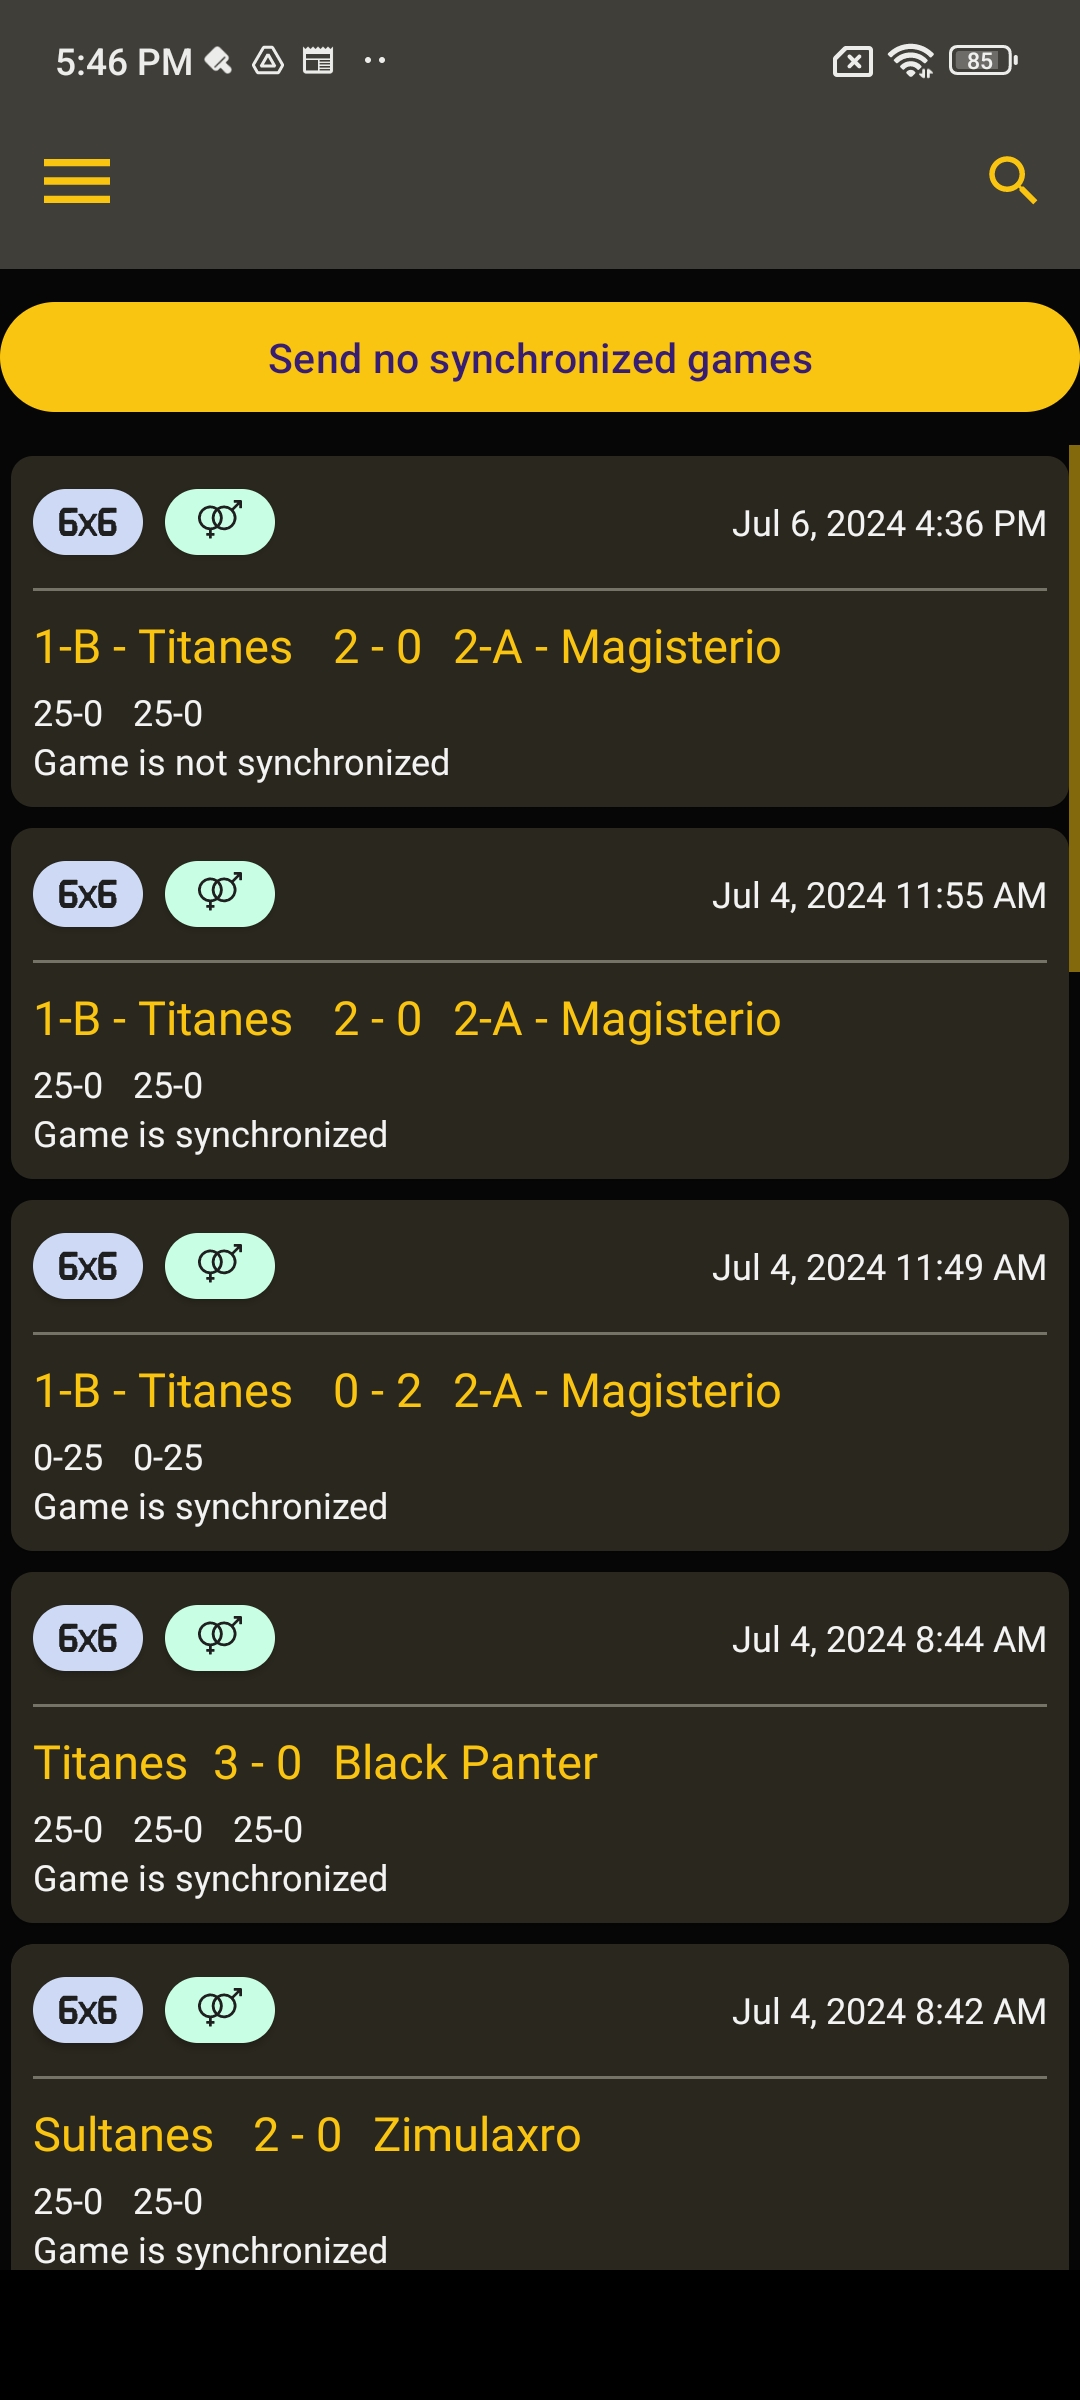 5:46 PM
85
Send no synchronized games
6x6
Jul 6, 2024 4:36 PM
1-B - Titanes 2 - 0 2-A - Magisterio
25-0 25-0
Game is not synchronized
6x6
Jul 4, 2024 11:55 AM
1-B - Titanes 2 - 0 2-A - Magisterio
25-0 25-0
Game is synchronized
6x6
Jul 4, 2024 11:49 AM
1-B - Titanes 0 - 2 2-A - Magisterio
0-25 0-25
Game is synchronized
6x6
Jul 4, 2024 8:44 AM
Titanes 3 - 0 Black Panter
25-0 25-0 25-0
Game is synchronized
6x6
Jul 4, 2024 8:42 AM
Sultanes 2 - 0 Zimulaxro
25-0 25-0
Game is synchronized